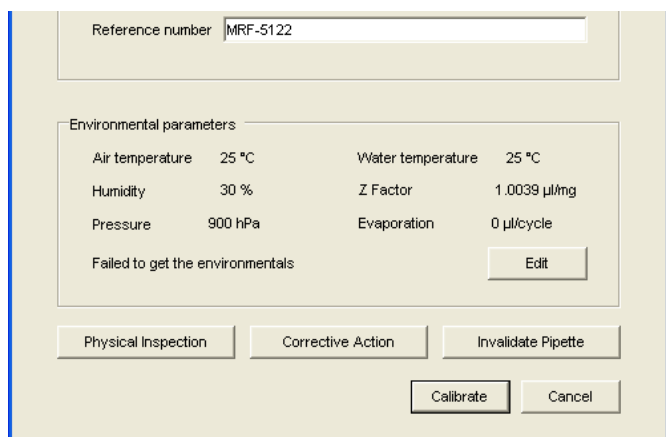 Reference number MRF-5122
Environmental parameters
Air temperature 25 °C Water temperature 25 °C
Humidity 30 % Z Factor 1.0039 µl/mg
Pressure 900 hPa Evaporation 0 µl/cycle
Failed to get the environmentals Edit
Physical Inspection Corrective Action Invalidate Pipette
Calibrate Cancel